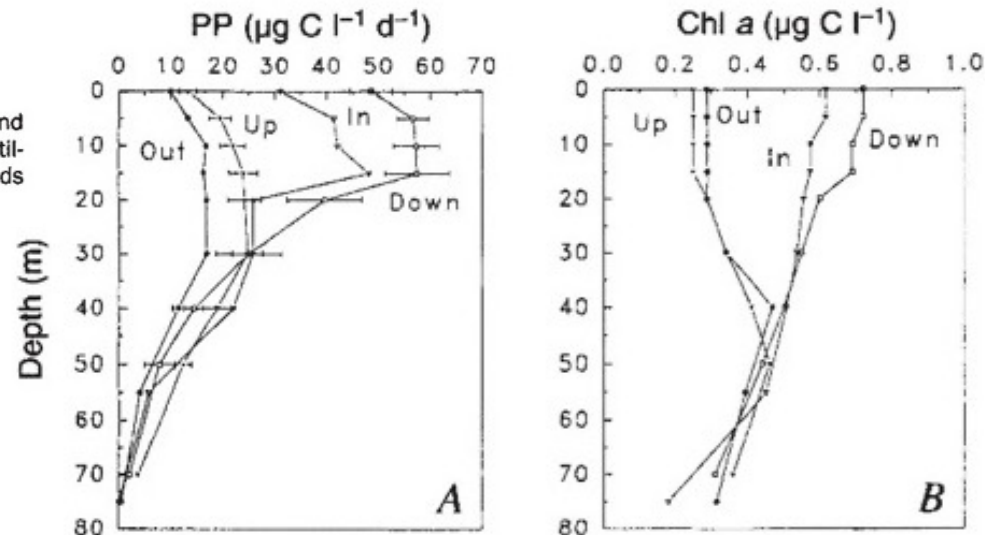 PP (µg C l⁻¹ d⁻¹)
0 10 20 30 40 50 60 70
Depth (m)
0
10
20
30
40
50
60
70
80
Out
Up
In
Down
A
Chl a (µg C l⁻¹)
0.0 0.2 0.4 0.6 0.8 1.0
0
10
20
30
40
50
60
70
80
Up
Out
In
Down
B
nd
til-
ds